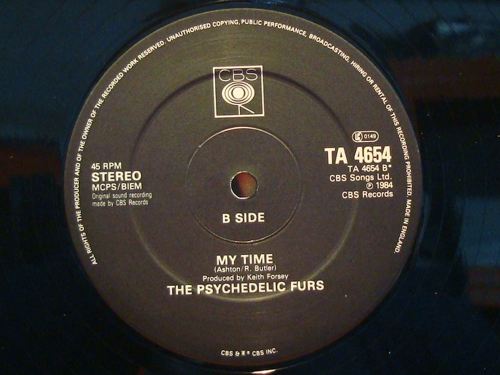 ALL RIGHTS OF THE PRODUCER AND OF THE OWNER OF THE RECORDED WORK RESERVED. UNAUTHORISED COPYING, PUBLIC PERFORMANCE, BROADCASTING, HIRING OR RENTAL OF THIS RECORDING PROHIBITED. MADE IN ENGLAND.
CBS
45 RPM
STEREO
MCPS/BIEM
Original sound recording
made by CBS Records
0149
TA 4654
TA 4654 B*
CBS Songs Ltd.
℗ 1984
CBS Records
B SIDE
MY TIME
(Ashton/R. Butler)
Produced by Keith Forsey
THE PSYCHEDELIC FURS
CBS & ® CBS INC.